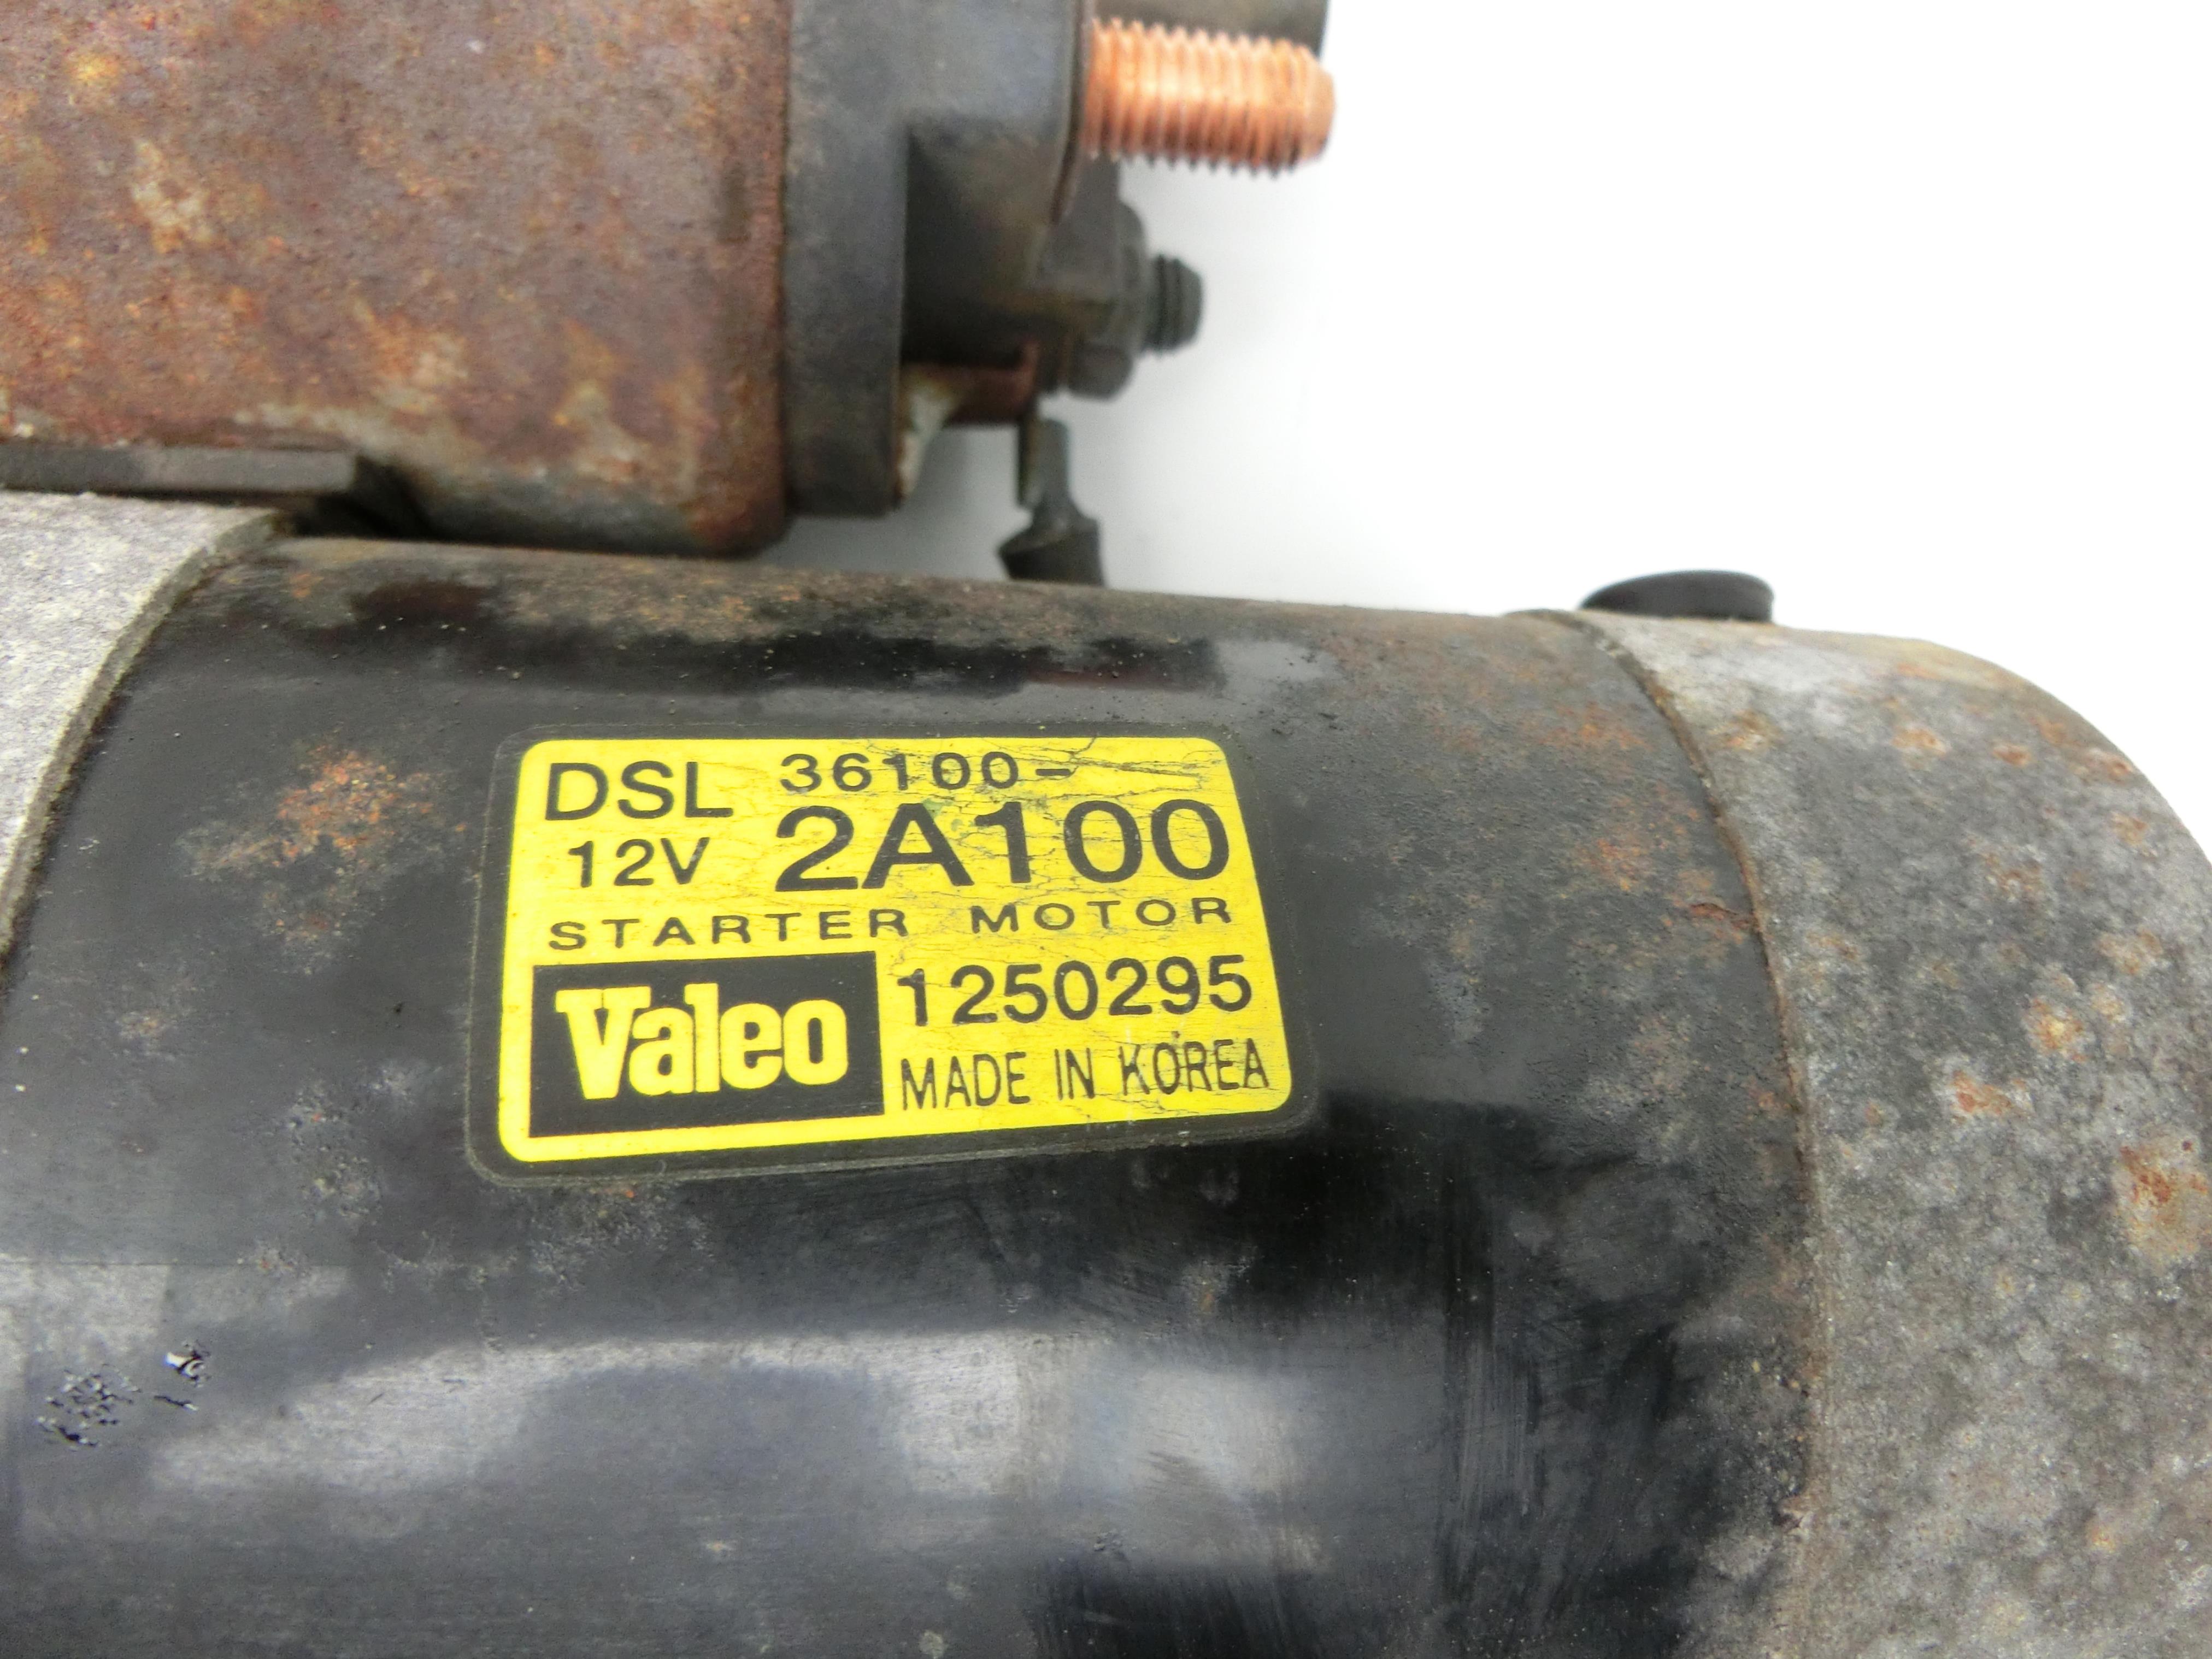 DSL 36100-
12V 2A100
STARTER MOTOR
Valeo 1250295
MADE IN KOREA